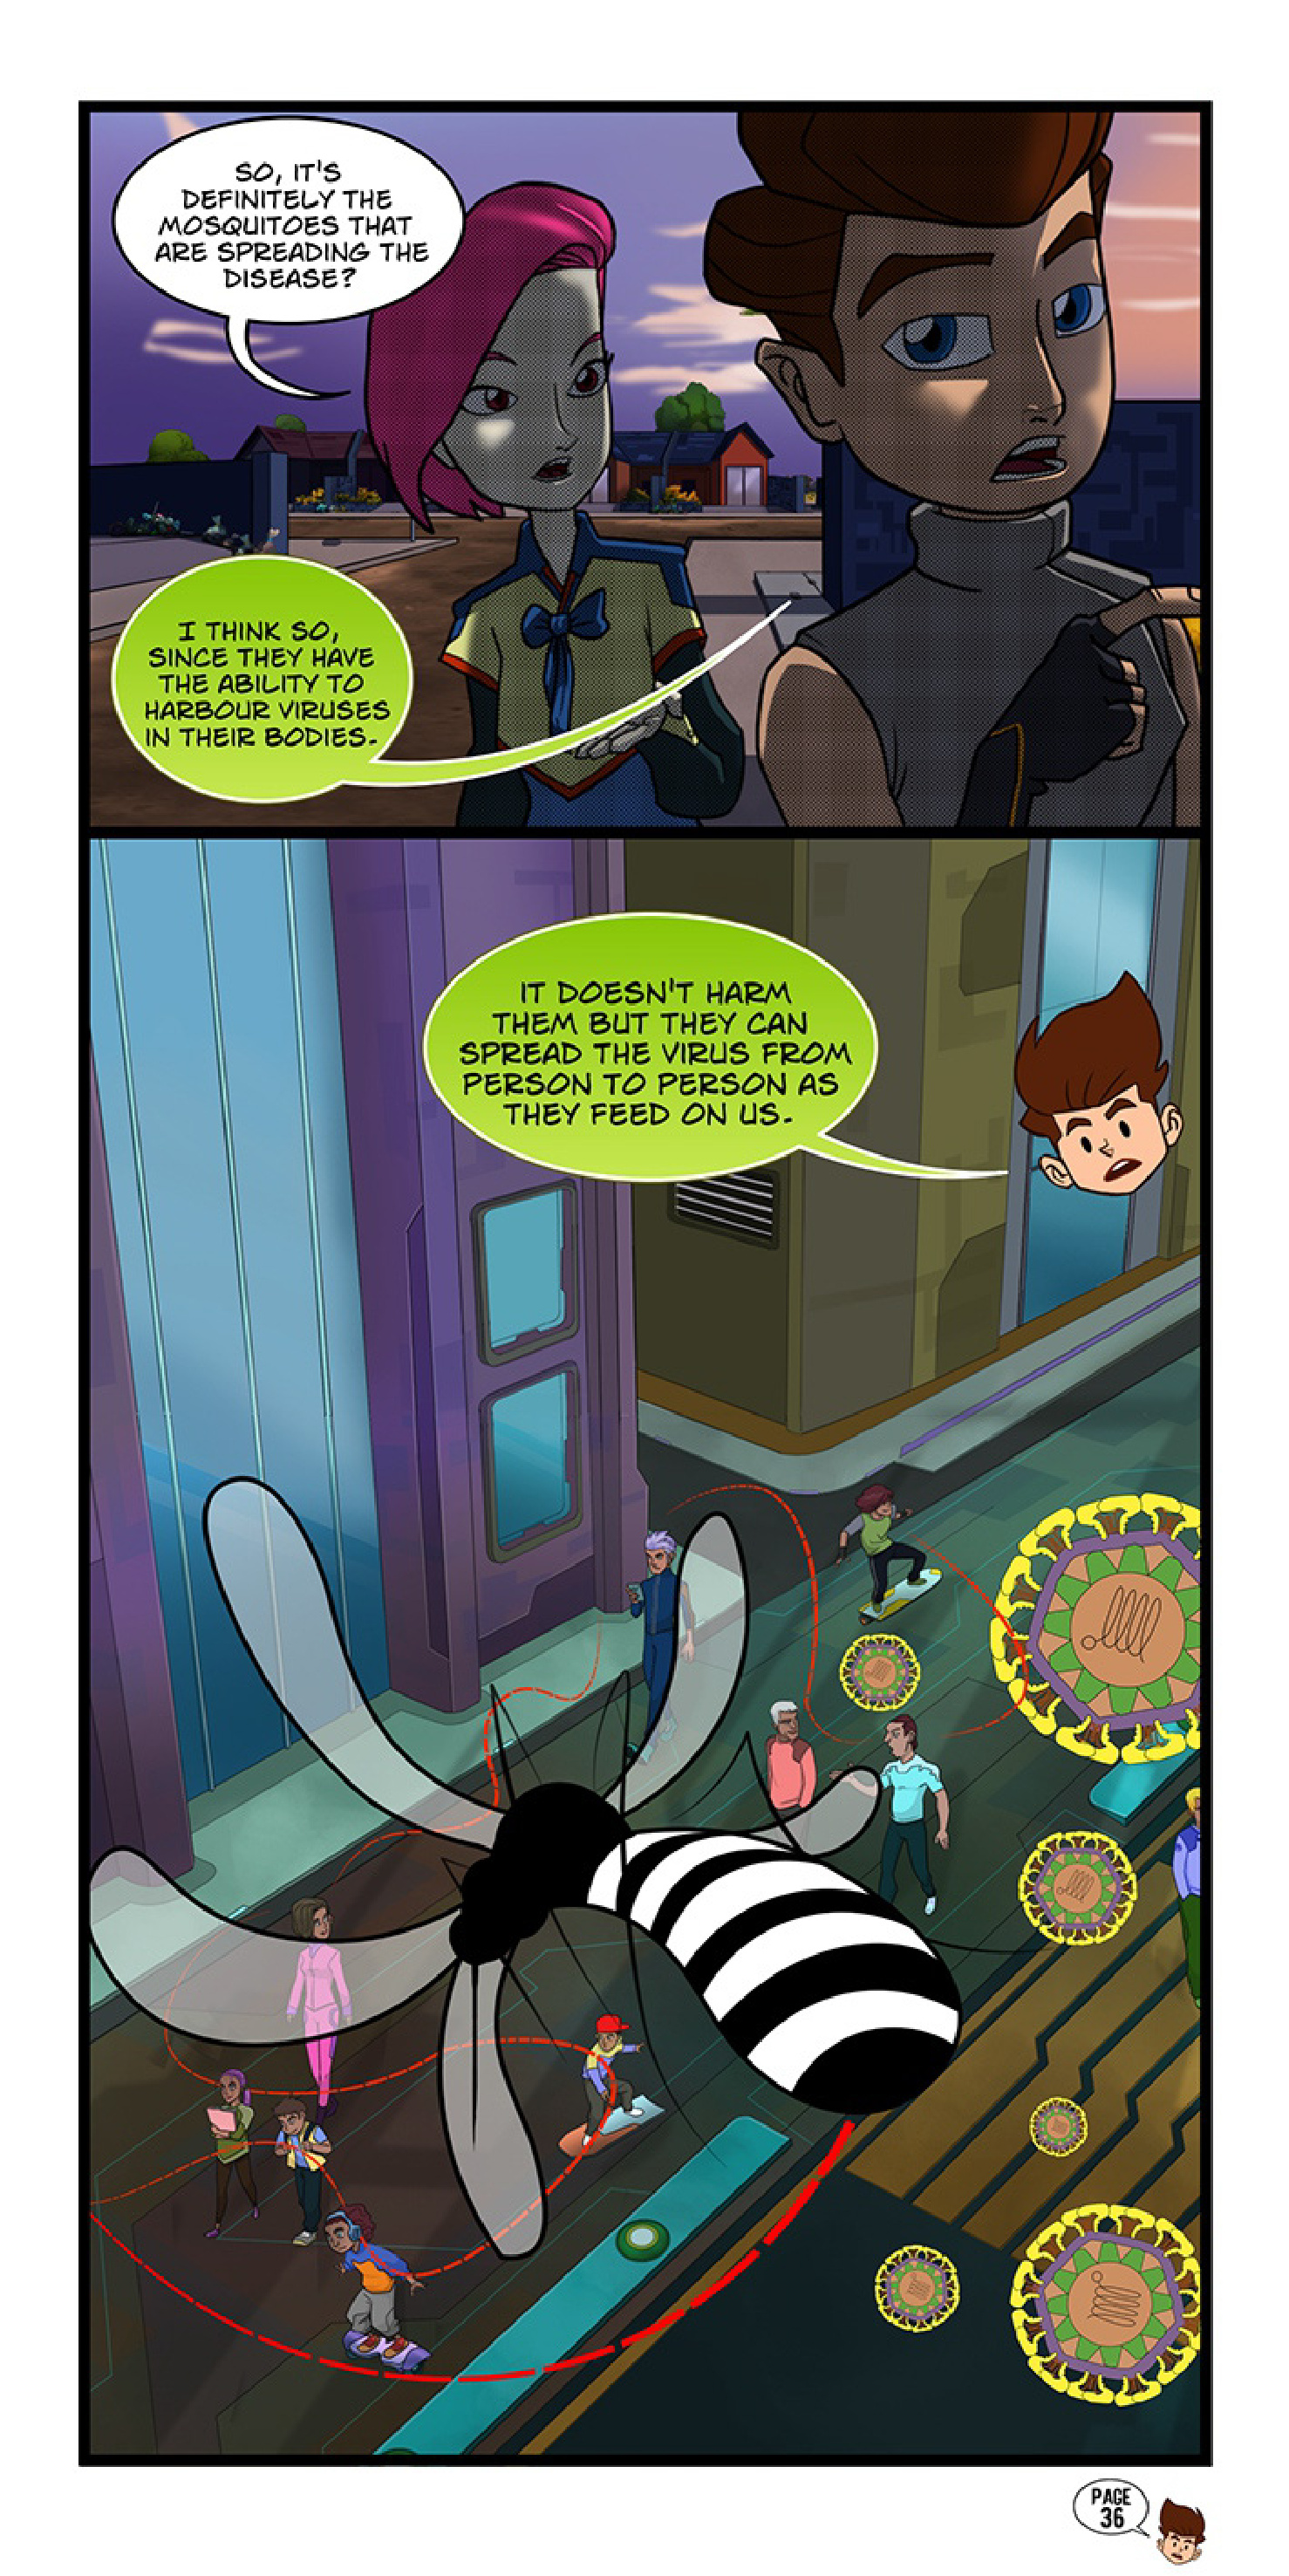 SO, IT'S
DEFINITELY THE
MOSQUITOES THAT
ARE SPREADING THE
DISEASE?
I THINK SO,
SINCE THEY HAVE
THE ABILITY TO
HARBOUR VIRUSES
IN THEIR BODIES.
IT DOESN'T HARM
THEM BUT THEY CAN
SPREAD THE VIRUS FROM
PERSON TO PERSON AS
THEY FEED ON US.
PAGE
36